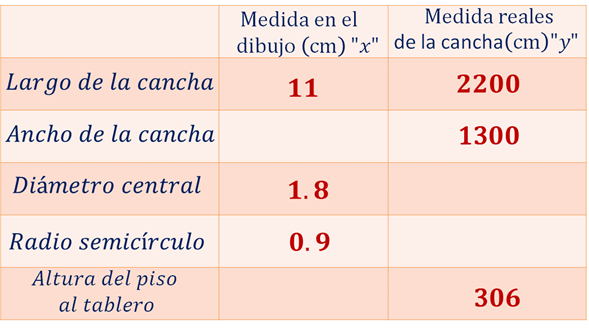 Medida en el
dibujo (cm) "x"
Medida reales
de la cancha(cm)"y"
Largo de la cancha
11
2200
Ancho de la cancha
1300
Diámetro central
1.8
Radio semicírculo
0.9
Altura del piso
al tablero
306